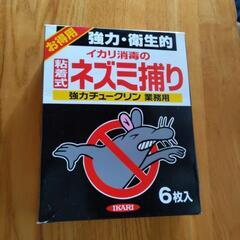 お得用
強力・衛生的
イカリ消毒の
粘着式
ネズミ捕り
強力チュークリン 業務用
6枚入
IKARI